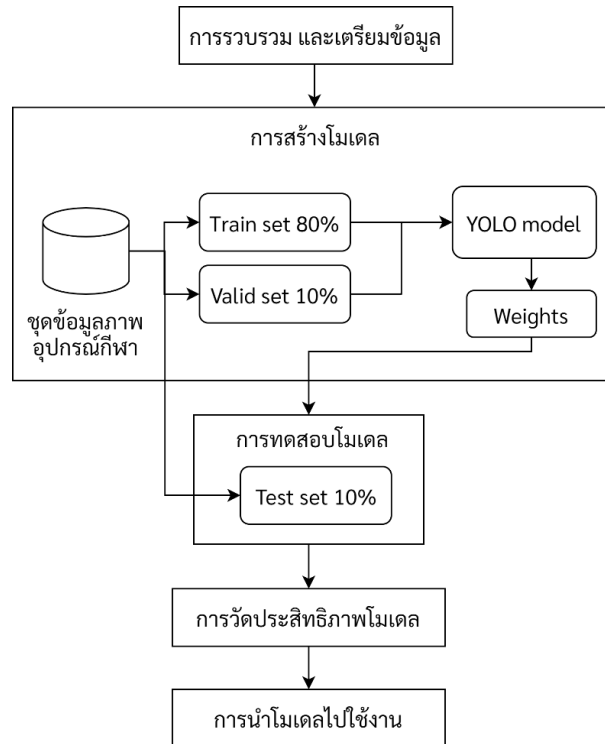 การรวบรวม และเตรียมข้อมูล
การสร้างโมเดล
Train set 80%
YOLO model
Valid set 10%
Weights
ชุดข้อมูลภาพ
อุปกรณ์กีฬา
การทดสอบโมเดล
Test set 10%
การวัดประสิทธิภาพโมเดล
การนำโมเดลไปใช้งาน